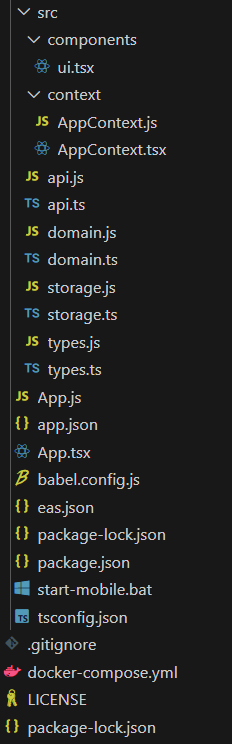 src
components
ui.tsx
context
JS AppContext.js
AppContext.tsx
JS api.js
TS api.ts
JS domain.js
TS domain.ts
JS storage.js
TS storage.ts
JS types.js
TS types.ts
JS App.js
{} app.json
App.tsx
B babel.config.js
{} eas.json
{} package-lock.json
{} package.json
start-mobile.bat
TS tsconfig.json
.gitignore
docker-compose.yml
LICENSE
{} package-lock.json